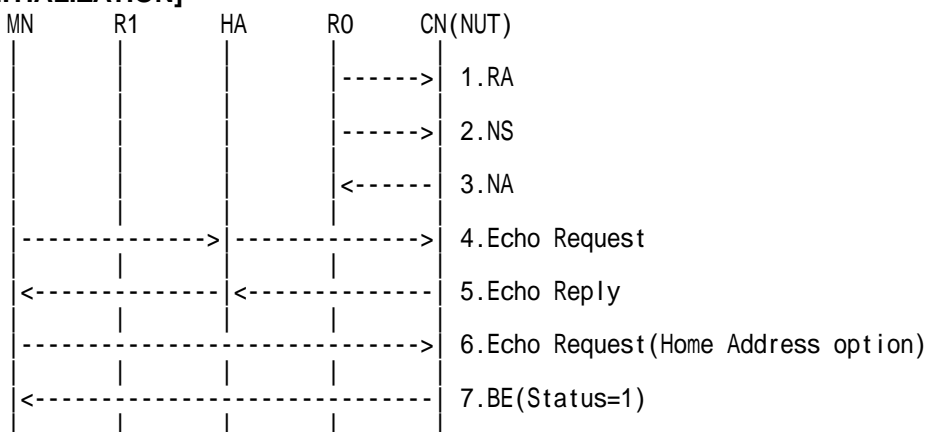 ITIALIZATION]
MN R1 HA R0 CN(NUT)
1.RA
2.NS
3.NA
4.Echo Request
5.Echo Reply
6.Echo Request(Home Address option)
7.BE(Status=1)